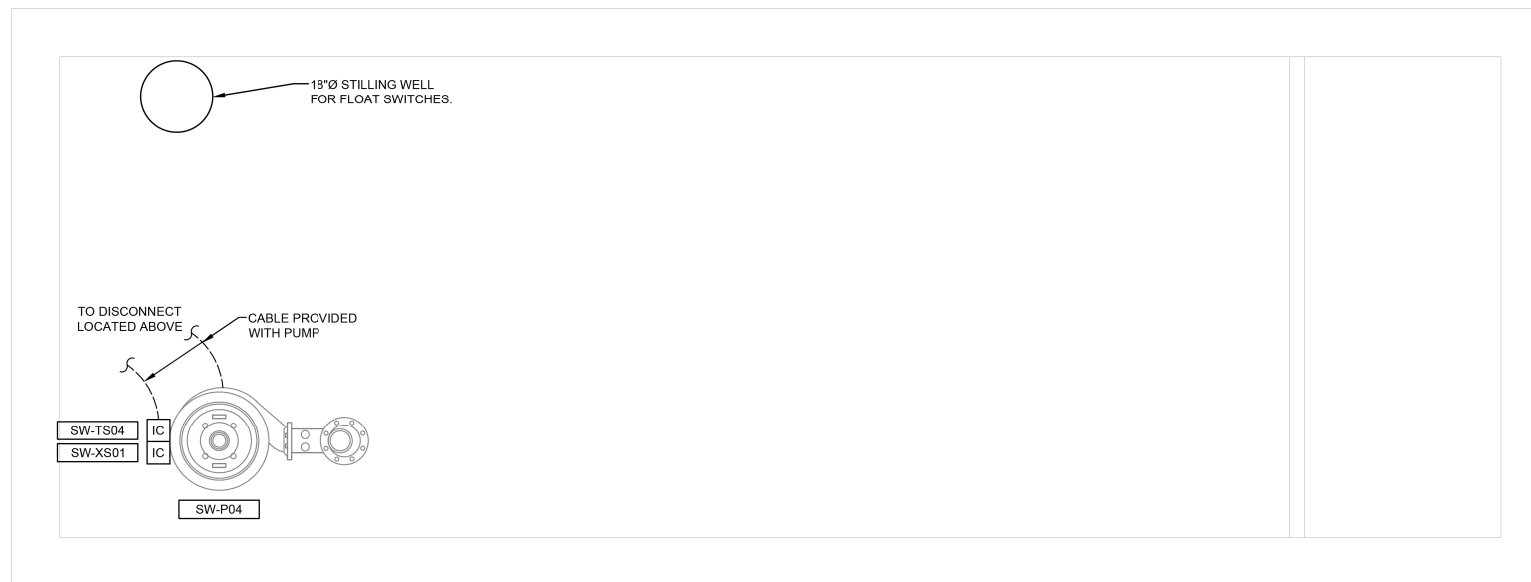 18"Ø STILLING WELL
FOR FLOAT SWITCHES.
TO DISCONNECT
LOCATED ABOVE
CABLE PROVIDED
WITH PUMP
SW-TS04
IC
SW-XS01
IC
SW-P04